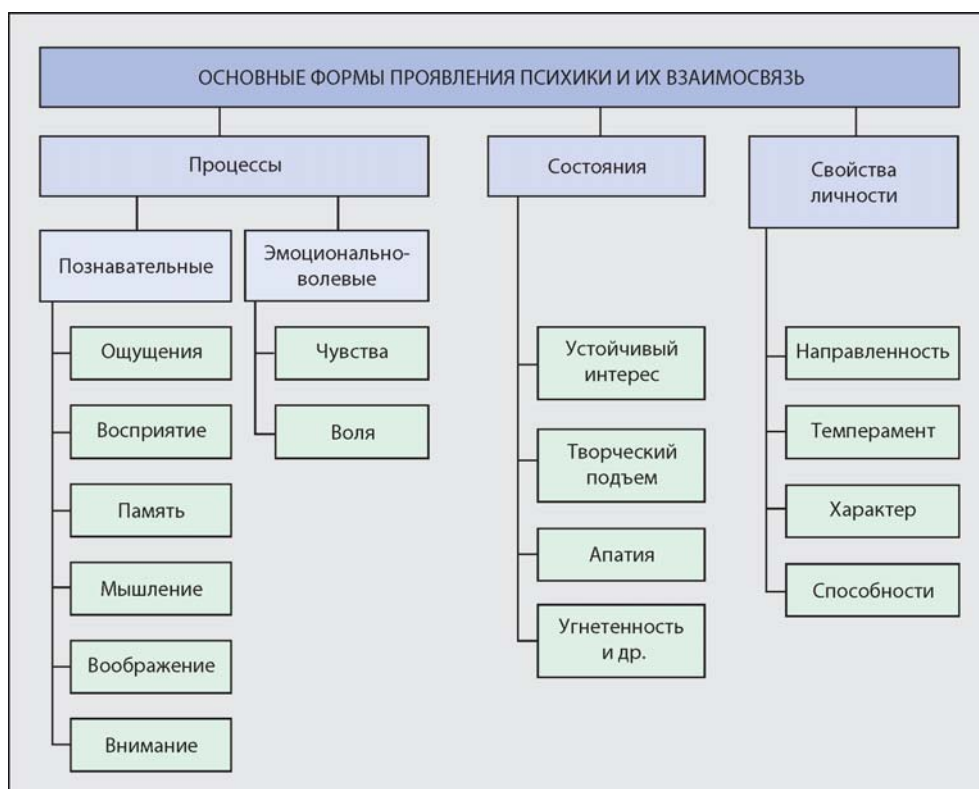 ОСНОВНЫЕ ФОРМЫ ПРОЯВЛЕНИЯ ПСИХИКИ И ИХ ВЗАИМОСВЯЗЬ
Процессы
Познавательные
Ощущения
Восприятие
Память
Мышление
Воображение
Внимание
Эмоционально-
волевые
Чувства
Воля
Состояния
Устойчивый
интерес
Творческий
подъем
Апатия
Угнетенность
и др.
Свойства
личности
Направленность
Темперамент
Характер
Способности